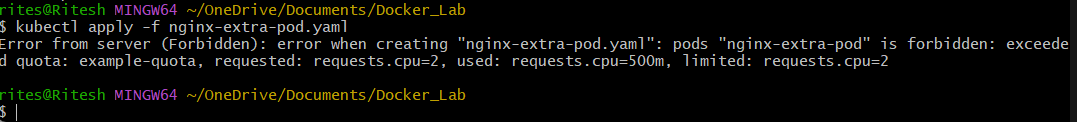 rites@Ritesh MINGW64 ~/OneDrive/Documents/Docker_Lab
$ kubectl apply -f nginx-extra-pod.yaml
Error from server (Forbidden): error when creating "nginx-extra-pod.yaml": pods "nginx-extra-pod" is forbidden: exceede
d quota: example-quota, requested: requests.cpu=2, used: requests.cpu=500m, limited: requests.cpu=2
rites@Ritesh MINGW64 ~/OneDrive/Documents/Docker_Lab
$